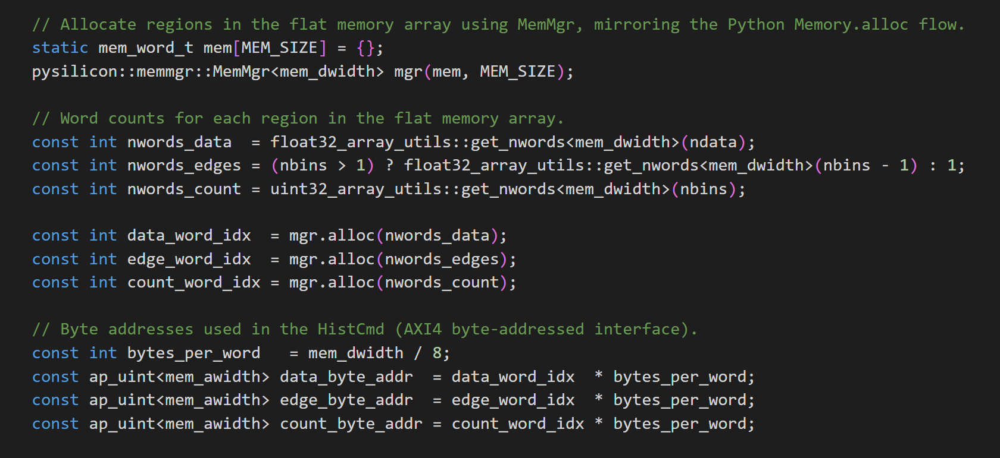 // Allocate regions in the flat memory array using MemMgr, mirroring the Python Memory.alloc flow.
static mem_word_t mem[MEM_SIZE] = {};
pysilicon::memmgr::MemMgr<mem_dwidth> mgr(mem, MEM_SIZE);

// Word counts for each region in the flat memory array.
const int nwords_data  = float32_array_utils::get_nwords<mem_dwidth>(ndata);
const int nwords_edges = (nbins > 1) ? float32_array_utils::get_nwords<mem_dwidth>(nbins - 1) : 1;
const int nwords_count = uint32_array_utils::get_nwords<mem_dwidth>(nbins);

const int data_word_idx  = mgr.alloc(nwords_data);
const int edge_word_idx  = mgr.alloc(nwords_edges);
const int count_word_idx = mgr.alloc(nwords_count);

// Byte addresses used in the HistCmd (AXI4 byte-addressed interface).
const int bytes_per_word   = mem_dwidth / 8;
const ap_uint<mem_awidth> data_byte_addr  = data_word_idx  * bytes_per_word;
const ap_uint<mem_awidth> edge_byte_addr  = edge_word_idx  * bytes_per_word;
const ap_uint<mem_awidth> count_byte_addr = count_word_idx * bytes_per_word;